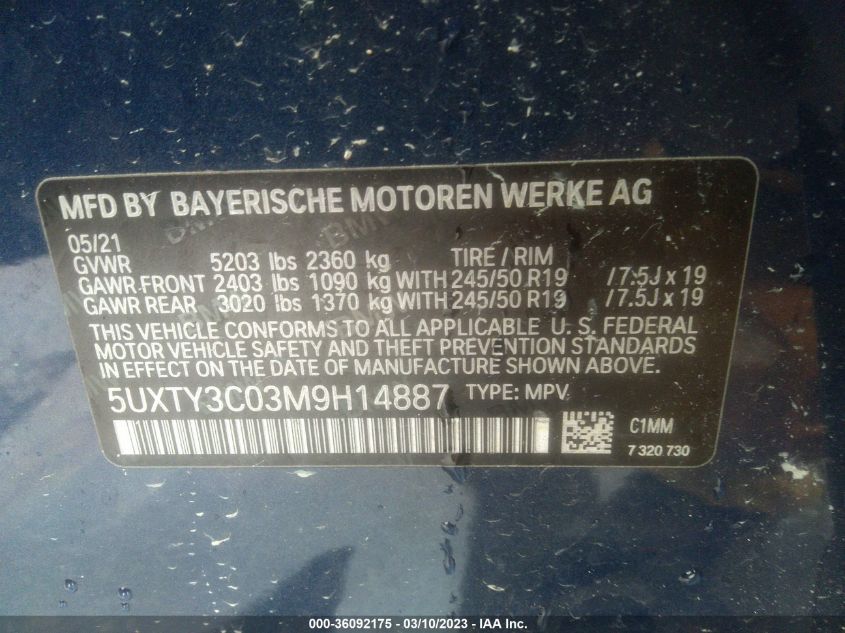 MFD BY BAYERISCHE MOTOREN WERKE AG
05/21
GVWR 5203 lbs 2360 kg TIRE / RIM
GAWR FRONT 2403 lbs 1090 kg WITH 245/50 R19 /7.5J x 19
GAWR REAR 3020 lbs 1370 kg WITH 245/50 R19 /7.5J x 19
THIS VEHICLE CONFORMS TO ALL APPLICABLE U. S. FEDERAL
MOTOR VEHICLE SAFETY AND THEFT PREVENTION STANDARDS
IN EFFECT ON THE DATE OF MANUFACTURE SHOWN ABOVE.
5UXTY3C03M9H14887 TYPE: MPV
C1MM
7 320 730
000-36092175 — 03/10/2023 — IAA Inc.